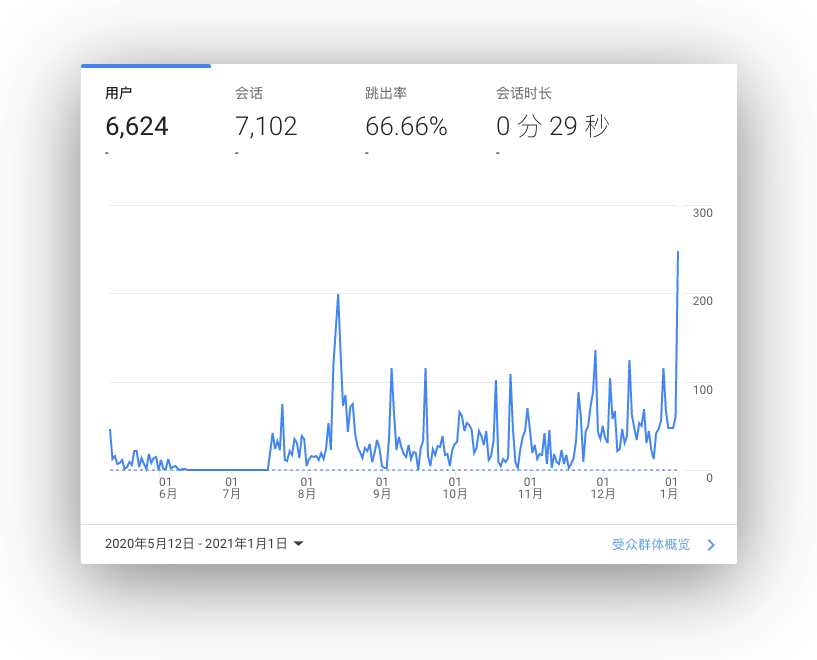 用户 会话 跳出率 会话时长
6,624 7,102 66.66% 0 分 29 秒
- - - -
300
200
100
0
01 01 01 01 01 01 01 01
6月 7月 8月 9月 10月 11月 12月 1月
2020年5月12日 - 2021年1月1日 受众群体概览